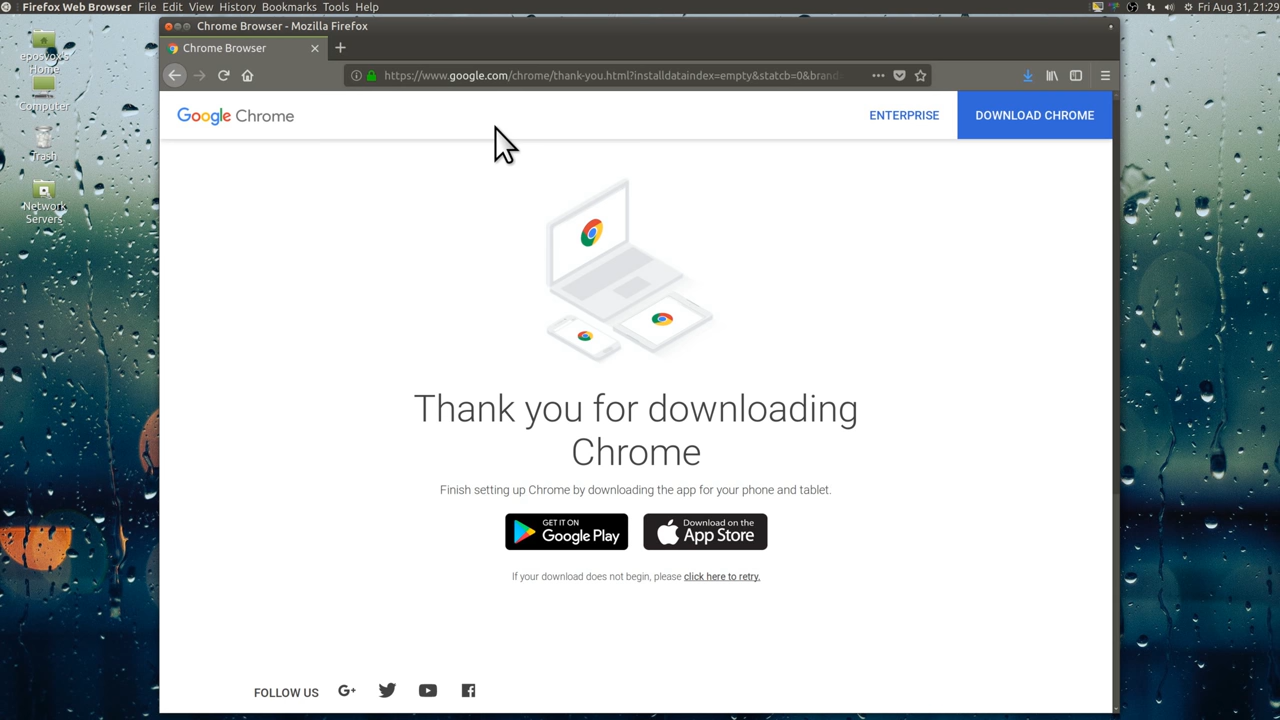 Firefox Web Browser File Edit View History Bookmarks Tools Help
Fri Aug 31, 21:29
eposvox's
Home
Computer
Trash
Network
Servers
Chrome Browser - Mozilla Firefox
Chrome Browser
https://www.google.com/chrome/thank-you.html?installdataindex=empty&statcb=0&brand
Google Chrome
ENTERPRISE
DOWNLOAD CHROME
Thank you for downloading
Chrome
Finish setting up Chrome by downloading the app for your phone and tablet.
GET IT ON
Google Play
Download on the
App Store
If your download does not begin, please click here to retry.
FOLLOW US